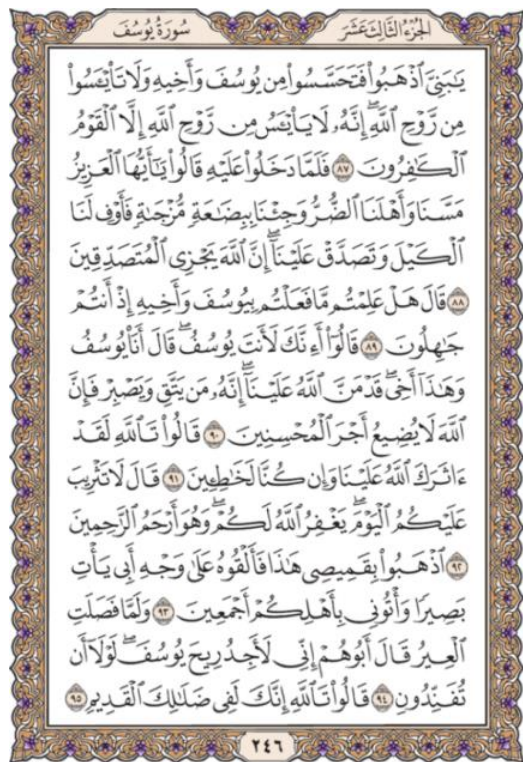 الجزء الثالث عشر
سورة يوسف
يَـٰبَنِىَّ ٱذْهَبُوا۟ فَتَحَسَّسُوا۟ مِن يُوسُفَ وَأَخِيهِ وَلَا تَا۟يْـَٔسُوا۟
مِن رَّوْحِ ٱللَّهِ ۖ إِنَّهُۥ لَا يَا۟يْـَٔسُ مِن رَّوْحِ ٱللَّهِ إِلَّا ٱلْقَوْمُ
ٱلْكَـٰفِرُونَ ٨٧ فَلَمَّا دَخَلُوا۟ عَلَيْهِ قَالُوا۟ يَـٰٓأَيُّهَا ٱلْعَزِيزُ
مَسَّنَا وَأَهْلَنَا ٱلضُّرُّ وَجِئْنَا بِبِضَـٰعَةٍ مُّزْجَىٰةٍ فَأَوْفِ لَنَا
ٱلْكَيْلَ وَتَصَدَّقْ عَلَيْنَآ ۖ إِنَّ ٱللَّهَ يَجْزِى ٱلْمُتَصَدِّقِينَ
٨٨ قَالَ هَلْ عَلِمْتُم مَّا فَعَلْتُم بِيُوسُفَ وَأَخِيهِ إِذْ أَنتُمْ
جَـٰهِلُونَ ٨٩ قَالُوٓا۟ أَءِنَّكَ لَأَنتَ يُوسُفُ ۖ قَالَ أَنَا۠ يُوسُفُ
وَهَـٰذَآ أَخِى ۖ قَدْ مَنَّ ٱللَّهُ عَلَيْنَآ ۖ إِنَّهُۥ مَن يَتَّقِ وَيَصْبِرْ فَإِنَّ
ٱللَّهَ لَا يُضِيعُ أَجْرَ ٱلْمُحْسِنِينَ ٩٠ قَالُوا۟ تَٱللَّهِ لَقَدْ
ءَاثَرَكَ ٱللَّهُ عَلَيْنَا وَإِن كُنَّا لَخَـٰطِـِٔينَ ٩١ قَالَ لَا تَثْرِيبَ
عَلَيْكُمُ ٱلْيَوْمَ ۖ يَغْفِرُ ٱللَّهُ لَكُمْ ۖ وَهُوَ أَرْحَمُ ٱلرَّٰحِمِينَ
٩٢ ٱذْهَبُوا۟ بِقَمِيصِى هَـٰذَا فَأَلْقُوهُ عَلَىٰ وَجْهِ أَبِى يَأْتِ
بَصِيرًا وَأْتُونِى بِأَهْلِكُمْ أَجْمَعِينَ ٩٣ وَلَمَّا فَصَلَتِ
ٱلْعِيرُ قَالَ أَبُوهُمْ إِنِّى لَأَجِدُ رِيحَ يُوسُفَ ۖ لَوْلَآ أَن
تُفَنِّدُونِ ٩٤ قَالُوا۟ تَٱللَّهِ إِنَّكَ لَفِى ضَلَـٰلِكَ ٱلْقَدِيمِ ٩٥
٢٤٦